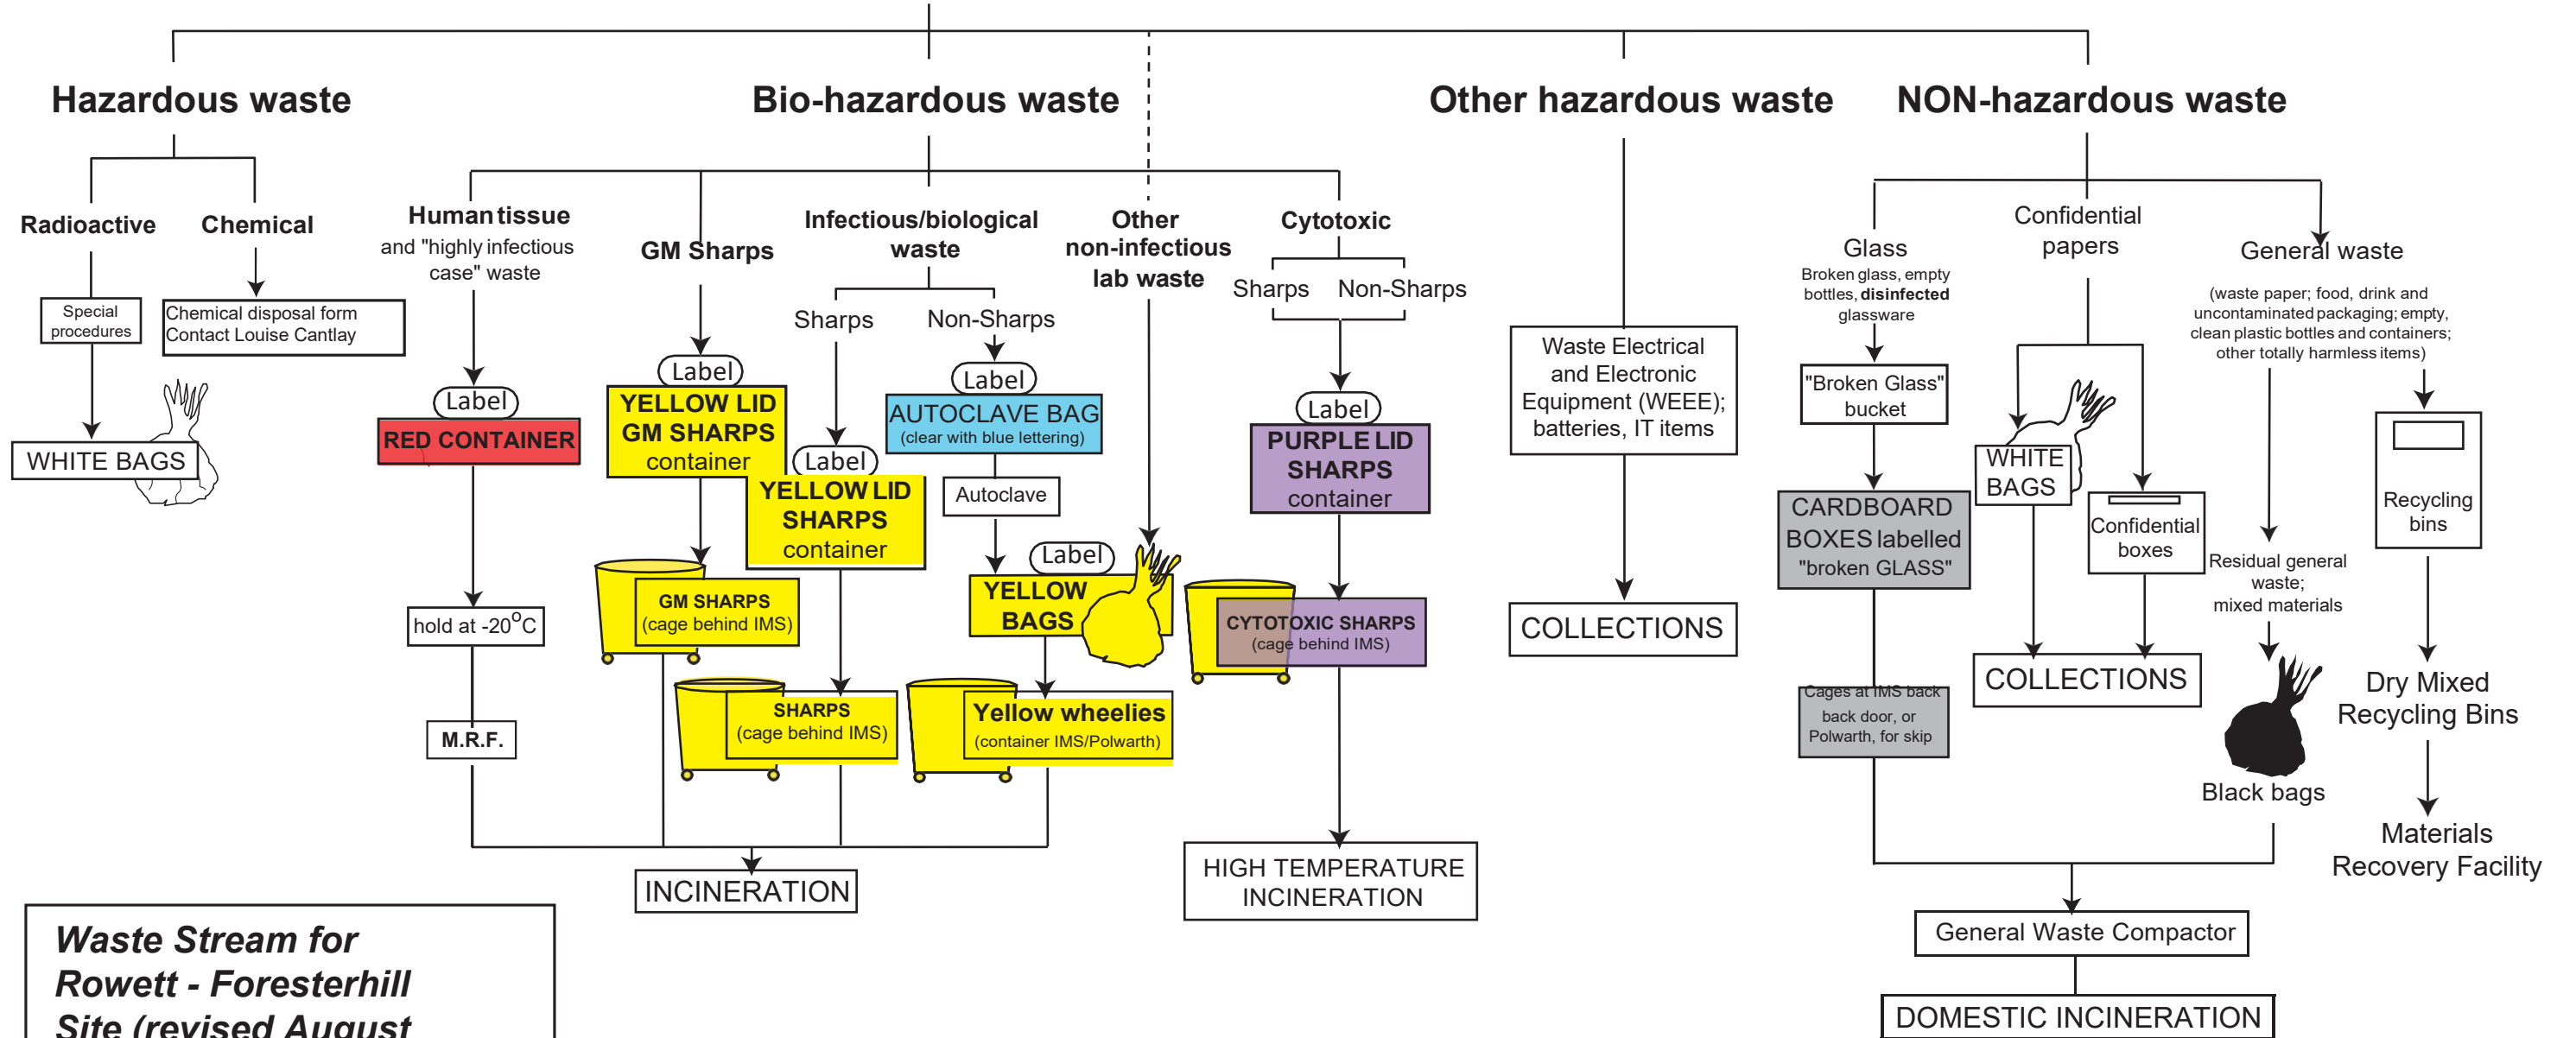 Hazardous waste
Bio-hazardous waste
Other hazardous waste
NON-hazardous waste
Radioactive
Chemical
Special
procedures
Chemical disposal form
Contact Louise Cantlay
WHITE BAGS
Human tissue
and "highly infectious
case" waste
Label
RED CONTAINER
hold at -20°C
M.R.F.
GM Sharps
Label
YELLOW LID
GM SHARPS
container
GM SHARPS
(cage behind IMS)
Infectious/biological
waste
Sharps
Non-Sharps
Label
YELLOW LID
SHARPS
container
SHARPS
(cage behind IMS)
Label
AUTOCLAVE BAG
(clear with blue lettering)
Autoclave
Label
YELLOW
BAGS
Yellow wheelies
(container IMS/Polwarth)
Other
non-infectious
lab waste
INCINERATION
Cytotoxic
Sharps
Non-Sharps
Label
PURPLE LID
SHARPS
container
CYTOTOXIC SHARPS
(cage behind IMS)
HIGH TEMPERATURE
INCINERATION
Waste Electrical
and Electronic
Equipment (WEEE);
batteries, IT items
COLLECTIONS
Glass
Broken glass, empty
bottles, disinfected
glassware
"Broken Glass"
bucket
CARDBOARD
BOXES labelled
"broken GLASS"
Cages at IMS back
back door, or
Polwarth, for skip
Confidential
papers
WHITE
BAGS
Confidential
boxes
COLLECTIONS
General waste
(waste paper; food, drink and
uncontaminated packaging; empty,
clean plastic bottles and containers;
other totally harmless items)
Residual general
waste;
mixed materials
Black bags
Recycling
bins
Dry Mixed
Recycling Bins
Materials
Recovery Facility
General Waste Compactor
DOMESTIC INCINERATION
Waste Stream for
Rowett - Foresterhill
Site (revised August